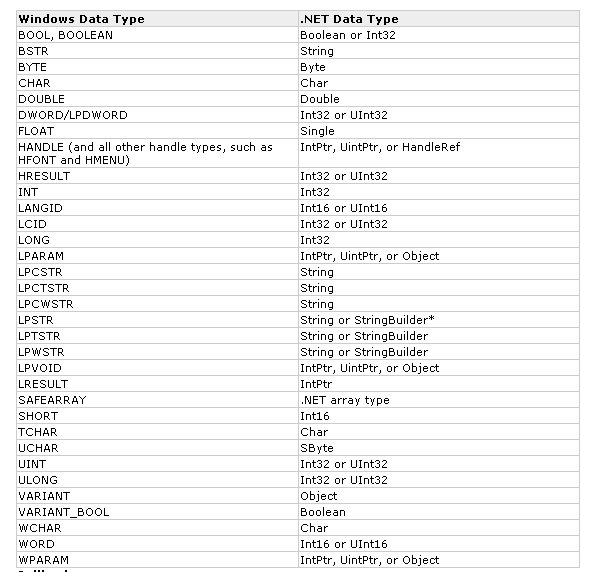 Windows Data Type .NET Data Type
BOOL, BOOLEAN Boolean or Int32
BSTR String
BYTE Byte
CHAR Char
DOUBLE Double
DWORD/LPDWORD Int32 or UInt32
FLOAT Single
HANDLE (and all other handle types, such as IntPtr, UintPtr, or HandleRef
HFONT and HMENU)
HRESULT Int32 or UInt32
INT Int32
LANGID Int16 or UInt16
LCID Int32 or UInt32
LONG Int32
LPARAM IntPtr, UintPtr, or Object
LPCSTR String
LPCTSTR String
LPCWSTR String
LPSTR String or StringBuilder*
LPTSTR String or StringBuilder
LPWSTR String or StringBuilder
LPVOID IntPtr, UintPtr, or Object
LRESULT IntPtr
SAFEARRAY .NET array type
SHORT Int16
TCHAR Char
UCHAR SByte
UINT Int32 or UInt32
ULONG Int32 or UInt32
VARIANT Object
VARIANT_BOOL Boolean
WCHAR Char
WORD Int16 or UInt16
WPARAM IntPtr, UintPtr, or Object